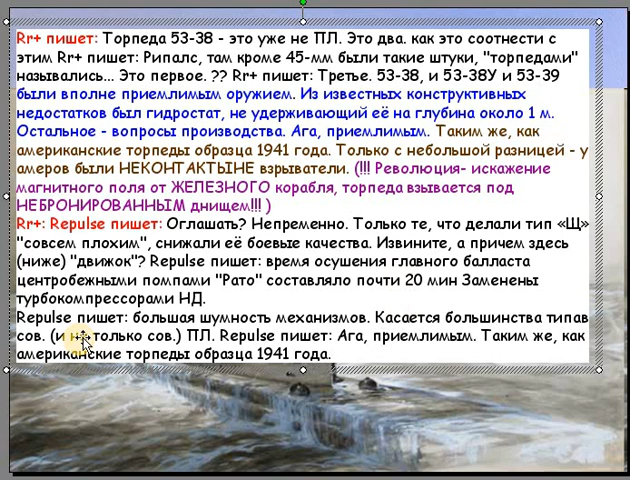 Rr+ пишет: Торпеда 53-38 - это уже не ПЛ. Это два. как это соотнести с
этим Rr+ пишет: Рипалс, там кроме 45-мм были такие штуки, "торпедами"
назывались... Это первое. ?? Rr+ пишет: Третье. 53-38, и 53-38У и 53-39
были вполне приемлимым оружием. Из известных конструктивных
недостатков был гидростат, не удерживающий её на глубина около 1 м.
Остальное - вопросы производства. Ага, приемлимым. Таким же, как
американские торпеды образца 1941 года. Только с небольшой разницей - у
амеров были НЕКОНТАКТЫНЕ взрыватели. (!!! Революция- искажение
магнитного поля от ЖЕЛЕЗНОГО корабля, торпеда взывается под
НЕБРОНИРОВАННЫМ днищем!!! )
Rr+: Repulse пишет: Оглашать? Непременно. Только те, что делали тип «Щ»
"совсем плохим", снижали её боевые качества. Извините, а причем здесь
(ниже) "движок"? Repulse пишет: время осушения главного балласта
центробежными помпами "Рато" составляло почти 20 мин Заменены
турбокомпрессорами НД.
Repulse пишет: большая шумность механизмов. Касается большинства типав
сов. (и не только сов.) ПЛ. Repulse пишет: Ага, приемлимым. Таким же, как
американские торпеды образца 1941 года.